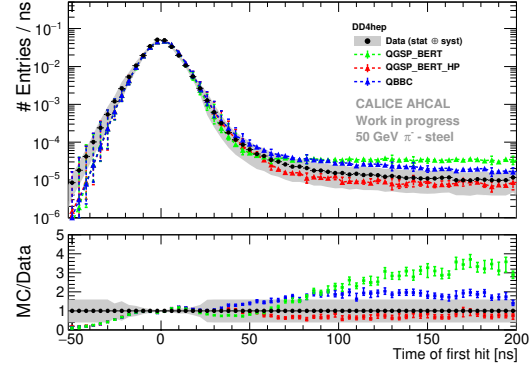 DD4hep
Data (stat ⊕ syst)
QGSP_BERT
QGSP_BERT_HP
QBBC
CALICE AHCAL
Work in progress
50 GeV π⁻ - steel
# Entries / ns
10⁻¹
10⁻²
10⁻³
10⁻⁴
10⁻⁵
10⁻⁶
MC/Data
5
4
3
2
1
0
−50 0 50 100 150 200
Time of first hit [ns]